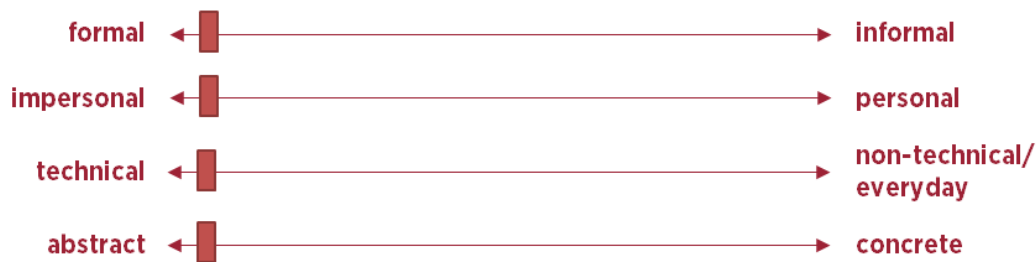 formal informal
impersonal personal
technical non-technical/
everyday
abstract concrete